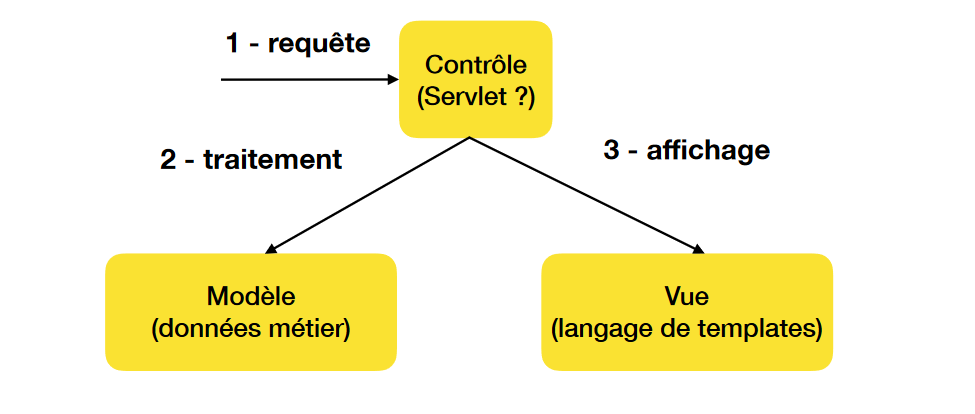 1 - requête
Contrôle
(Servlet ?)
2 - traitement
3 - affichage
Modèle
(données métier)
Vue
(langage de templates)